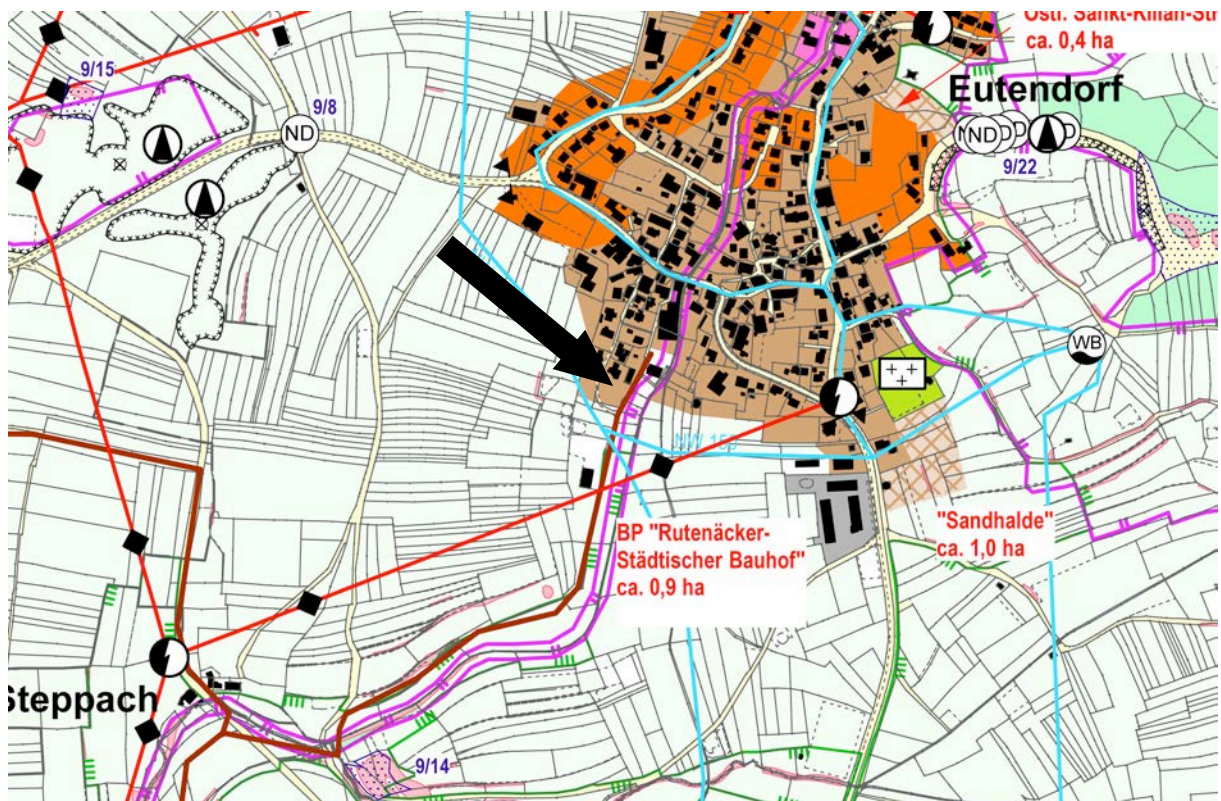 Östl. Sankt-Kilian-Str
ca. 0,4 ha
9/15
9/8
Eutendorf
ND
ND
9/22
WB
NW 150
"Sandhalde"
ca. 1,0 ha
BP "Rutenäcker-
Städtischer Bauhof"
ca. 0,9 ha
Steppach
9/14